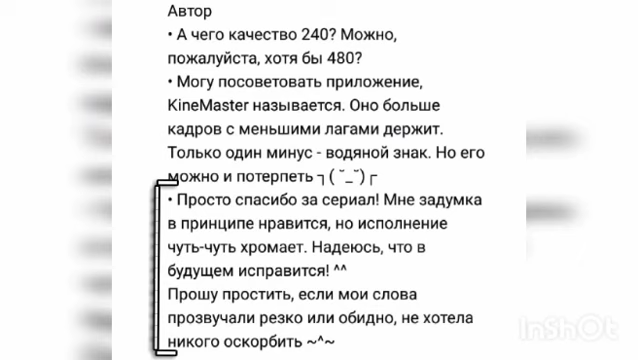 Автор
• А чего качество 240? Можно,
пожалуйста, хотя бы 480?
• Могу посоветовать приложение,
KineMaster называется. Оно больше
кадров с меньшими лагами держит.
Только один минус - водяной знак. Но его
можно и потерпеть ┐( ˘_˘)┌
• Просто спасибо за сериал! Мне задумка
в принципе нравится, но исполнение
чуть-чуть хромает. Надеюсь, что в
будущем исправится! ^^
Прошу простить, если мои слова
прозвучали резко или обидно, не хотела
никого оскорбить ~^~
InShOt